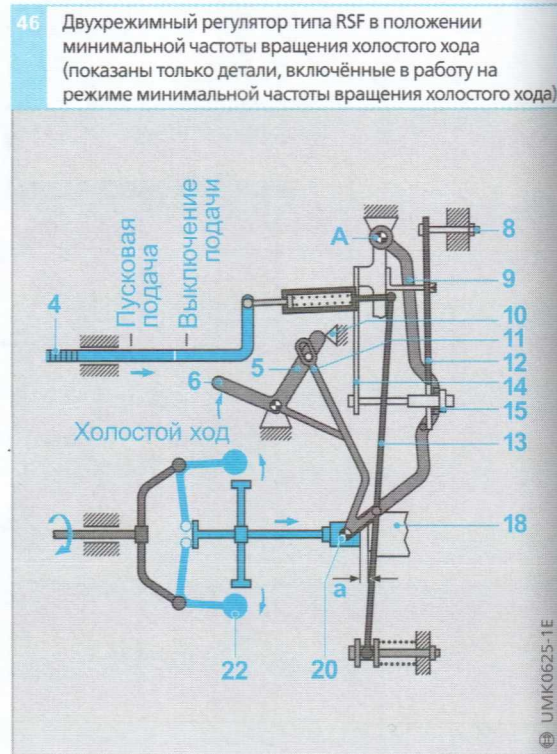 46
Двухрежимный регулятор типа RSF в положении
минимальной частоты вращения холостого хода
(показаны только детали, включённые в работу на
режиме минимальной частоты вращения холостого хода)
Пусковая
подача
Выключение
подачи
4
A
8
9
10
11
5
6
12
14
15
Холостой ход
13
18
a
22
20
UMK0625-1E